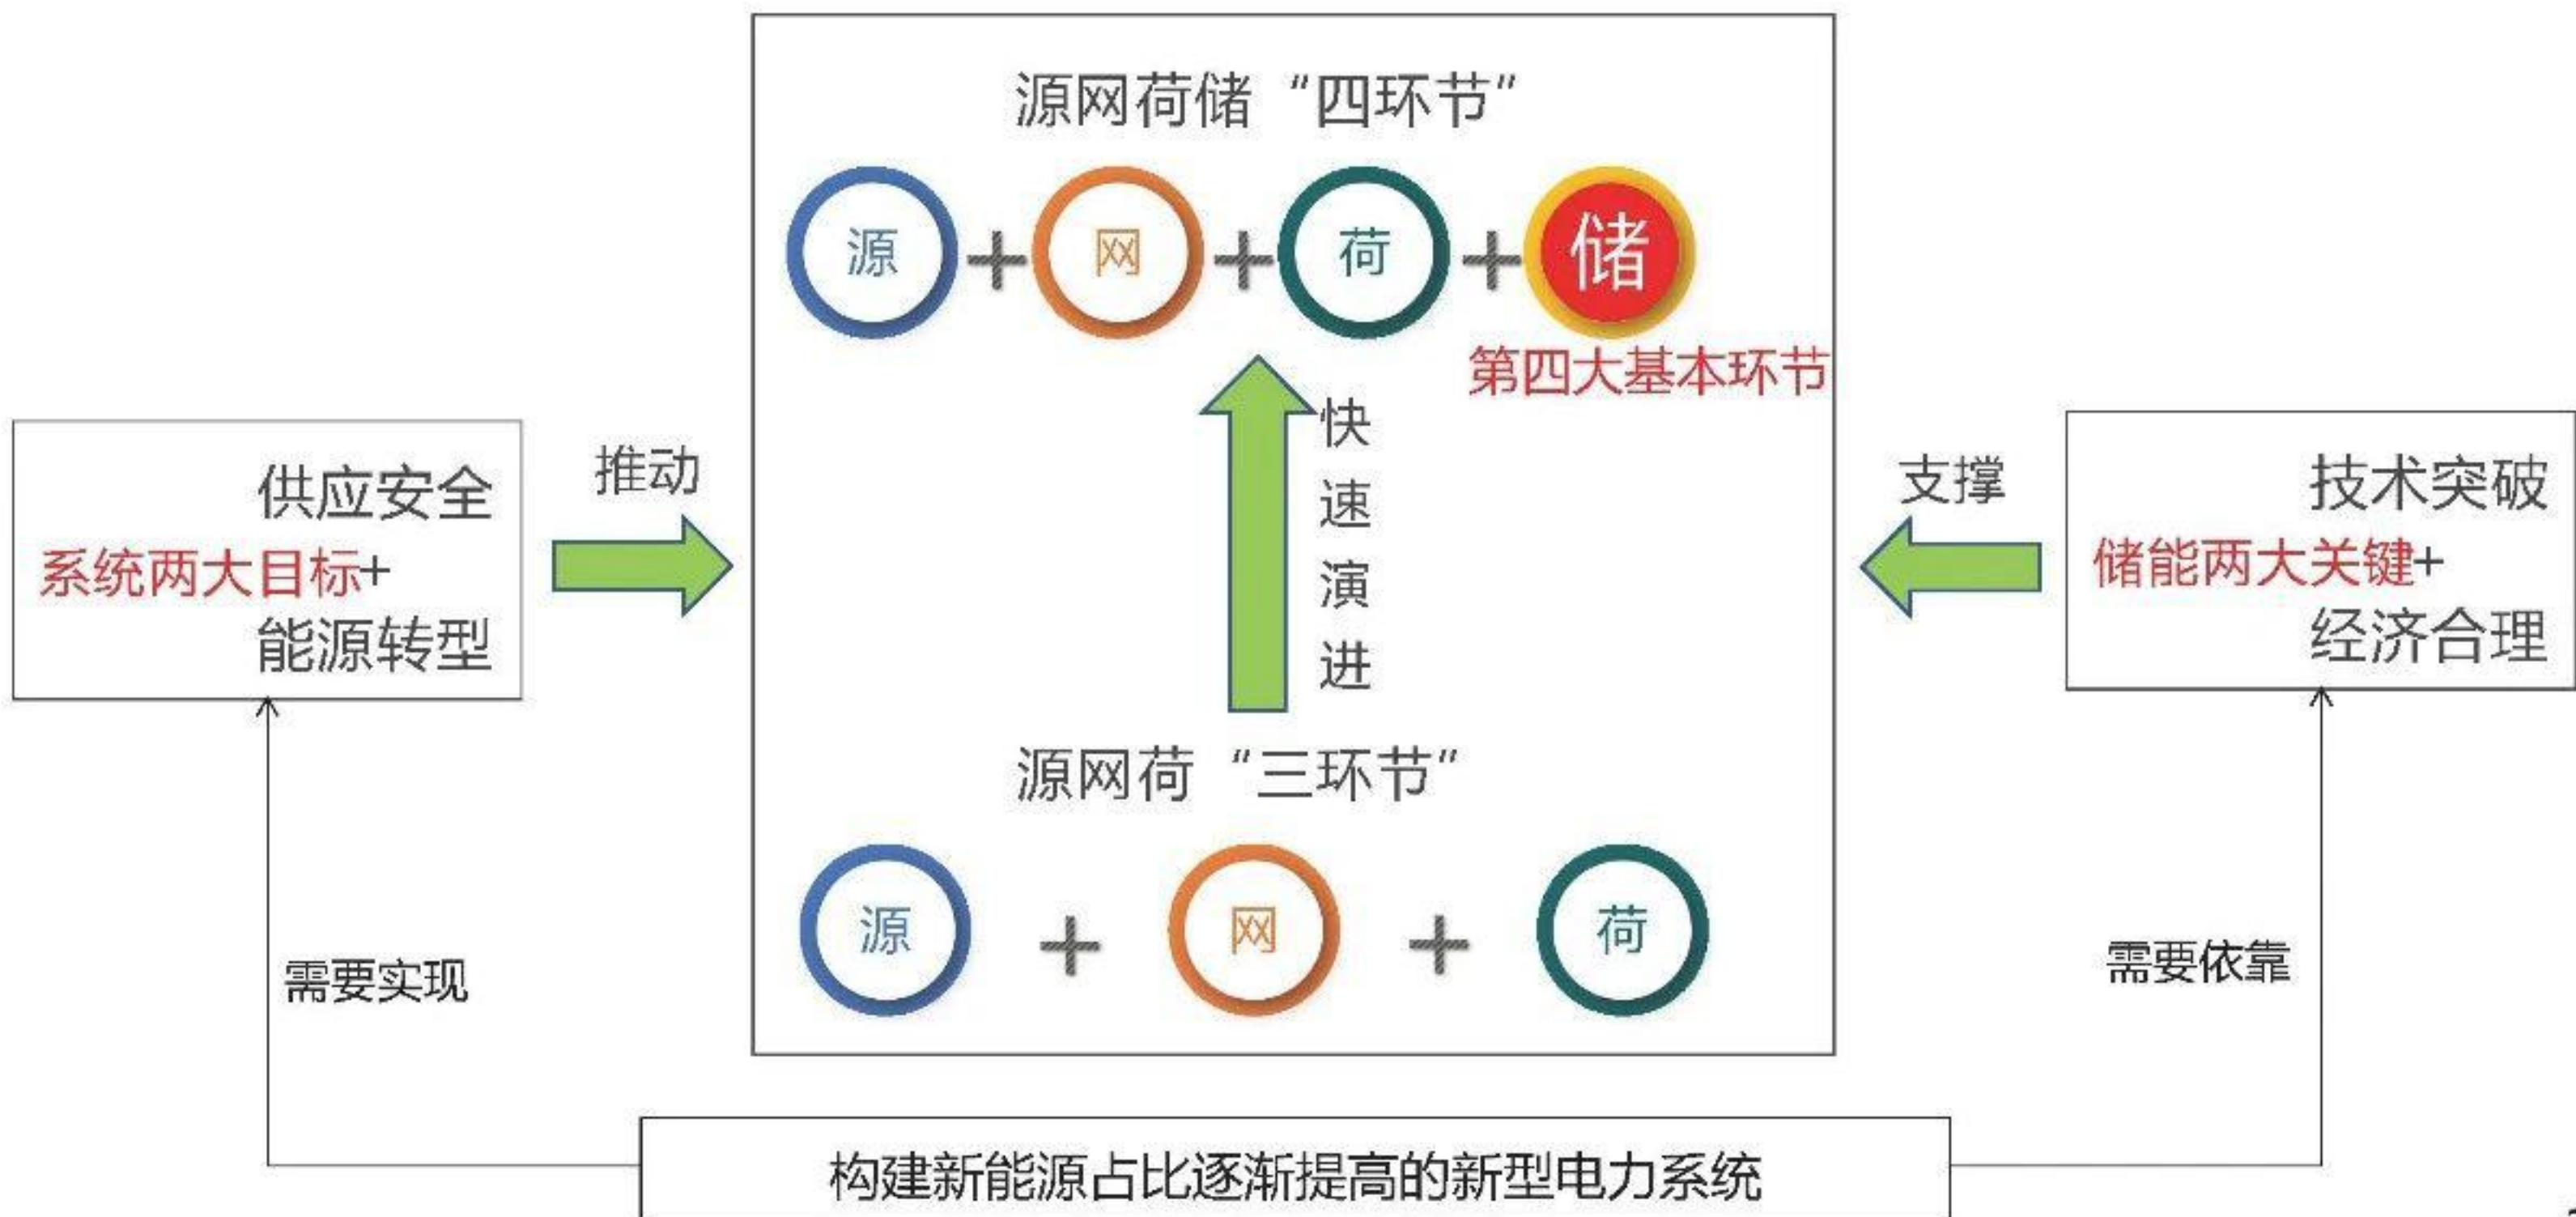 源网荷储“四环节”
源 + 网 + 荷 + 储
第四大基本环节
快
速
演
进
源网荷“三环节”
源 + 网 + 荷
供应安全
系统两大目标+
能源转型
推动
支撑
技术突破
储能两大关键+
经济合理
需要实现
需要依靠
构建新能源占比逐渐提高的新型电力系统